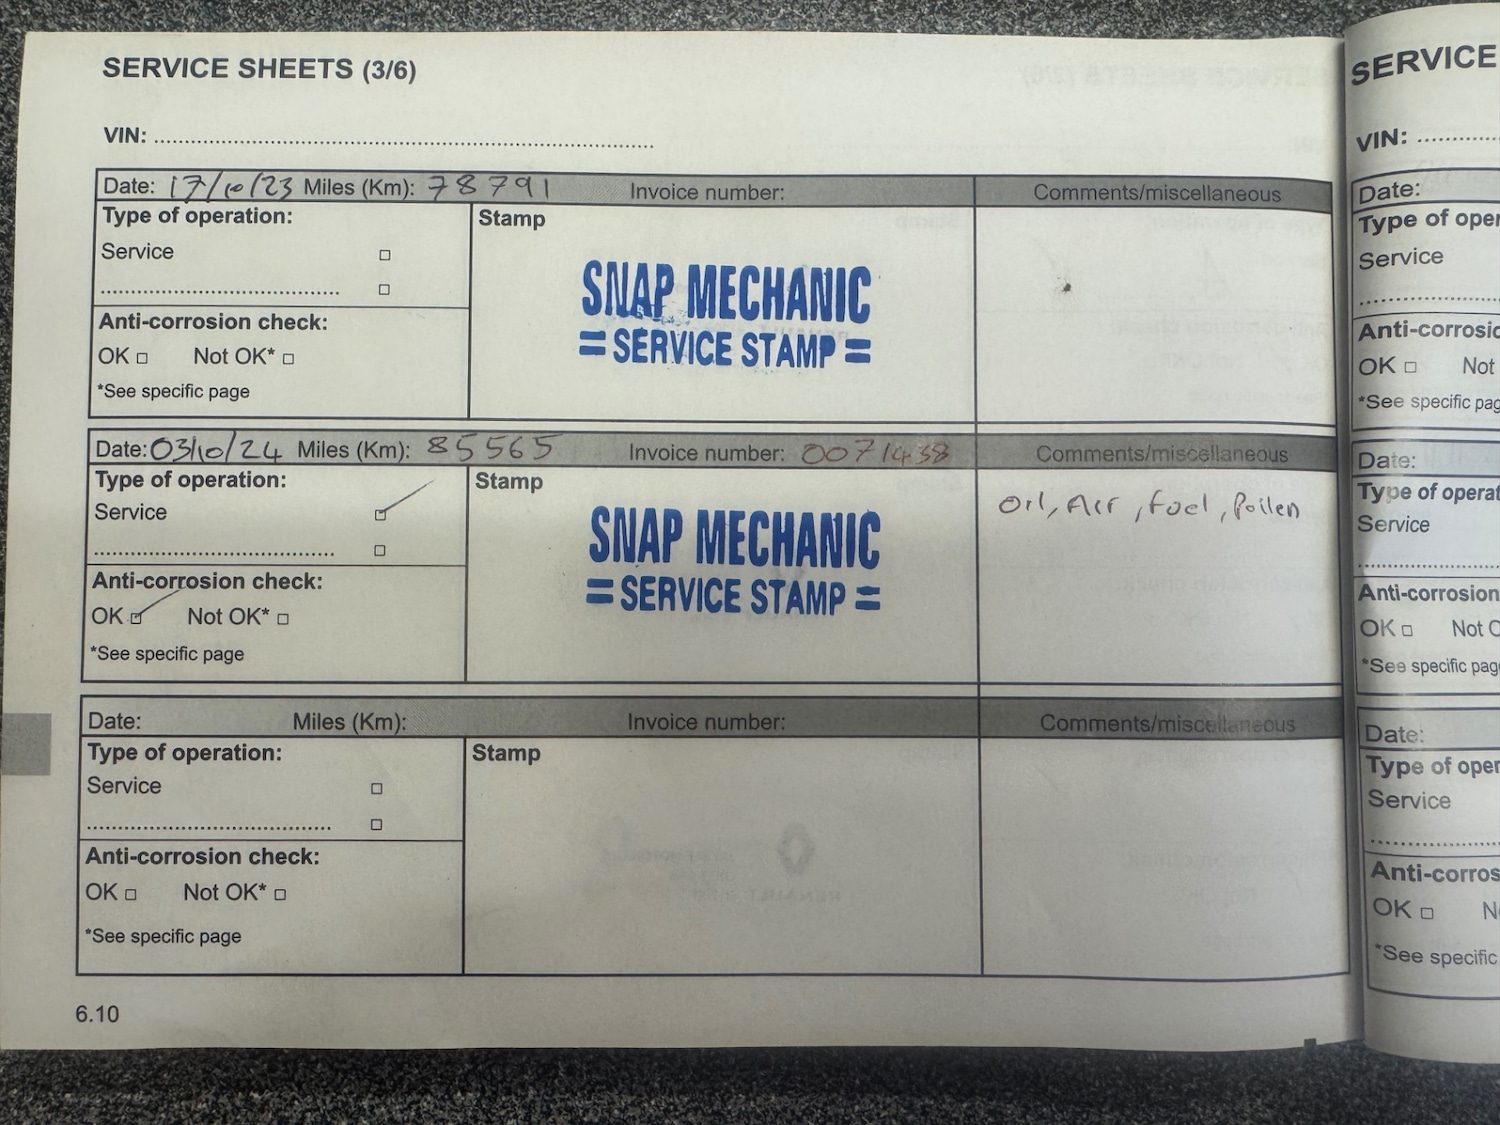 SERVICE SHEETS (3/6)
VIN:
Date: 17/10/23 Miles (Km): 78791 Invoice number: Comments/miscellaneous
Type of operation:
Stamp
Service
SNAP MECHANIC
= SERVICE STAMP =
Anti-corrosion check:
OK Not OK*
*See specific page
Date: 03/10/24 Miles (Km): 85565 Invoice number: 0071438 Comments/miscellaneous
Type of operation:
Stamp
Oil, Air, Fuel, Pollen
Service
SNAP MECHANIC
= SERVICE STAMP =
Anti-corrosion check:
OK Not OK*
*See specific page
Date: Miles (Km): Invoice number: Comments/miscellaneous
Type of operation:
Stamp
Service
Anti-corrosion check:
OK Not OK*
*See specific page
6.10
SERVICE
VIN:
Date:
Type of oper
Service
Anti-corrosio
OK Not
*See specific pag
Date:
Type of operat
Service
Anti-corrosion
OK Not O
*See specific pag
Date:
Type of oper
Service
Anti-corros
OK N
*See specific